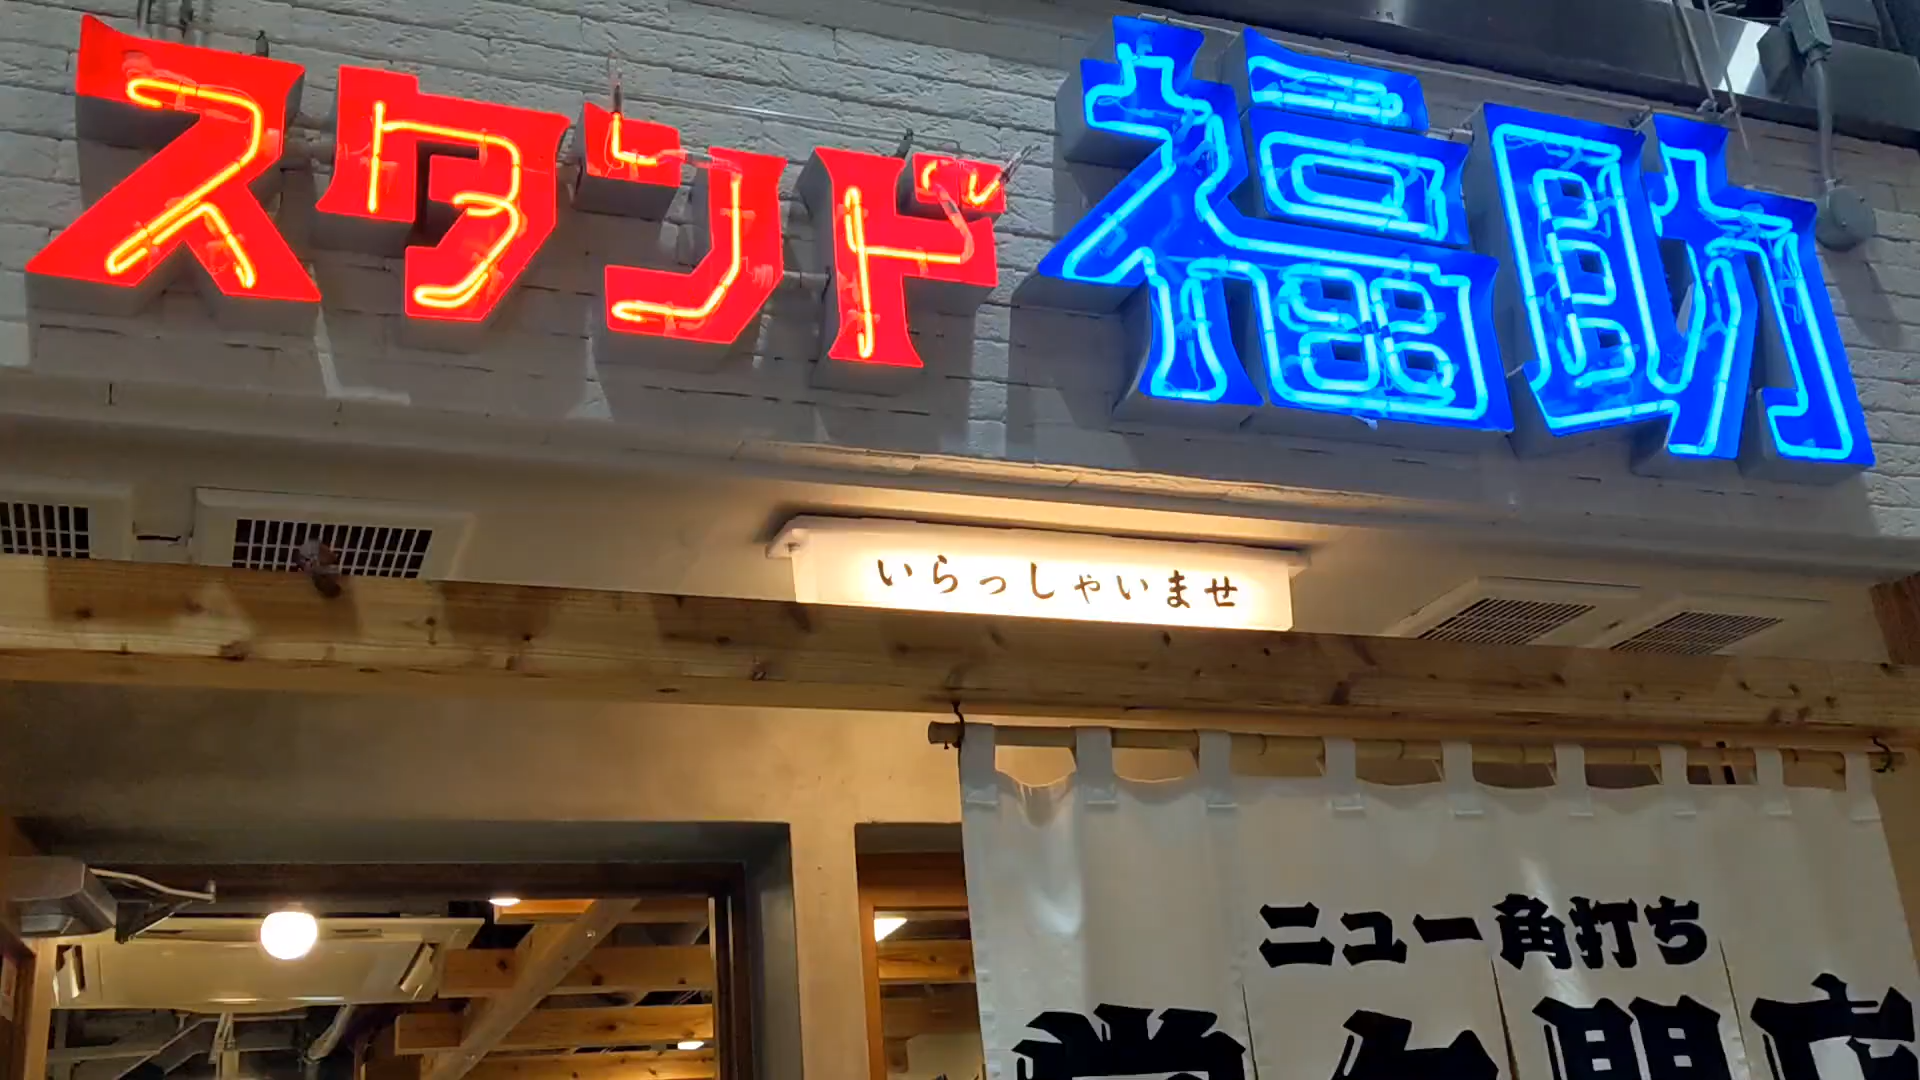 スタンド福助
いらっしゃいませ
ニュー角打ち